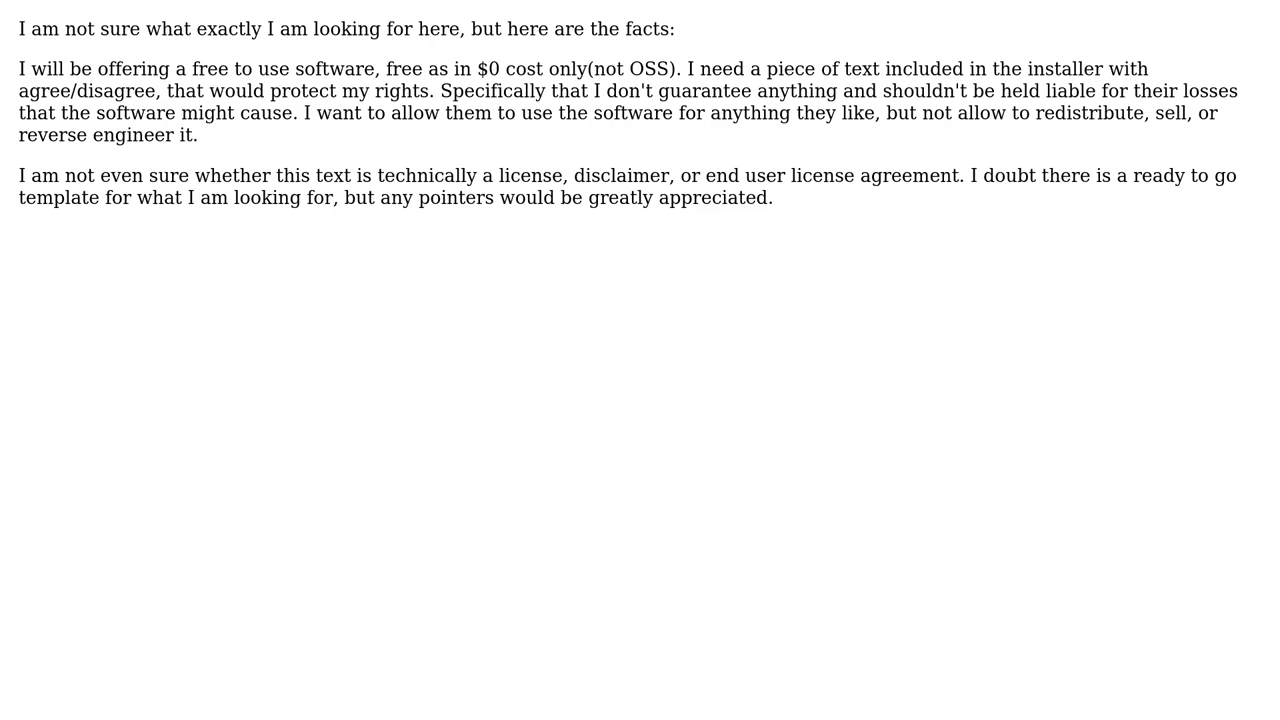 I am not sure what exactly I am looking for here, but here are the facts:
I will be offering a free to use software, free as in $0 cost only(not OSS). I need a piece of text included in the installer with
agree/disagree, that would protect my rights. Specifically that I don't guarantee anything and shouldn't be held liable for their losses
that the software might cause. I want to allow them to use the software for anything they like, but not allow to redistribute, sell, or
reverse engineer it.
I am not even sure whether this text is technically a license, disclaimer, or end user license agreement. I doubt there is a ready to go
template for what I am looking for, but any pointers would be greatly appreciated.